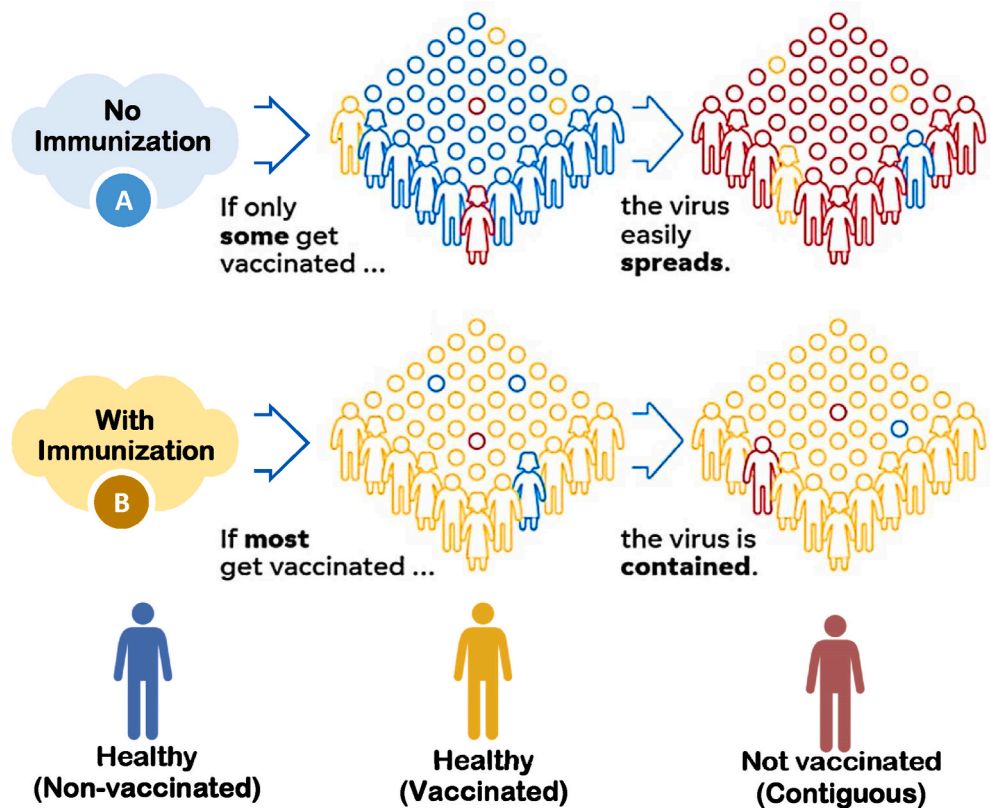 No
Immunization
A
If only
some get
vaccinated ...
the virus
easily
spreads.
With
Immunization
B
If most
get vaccinated ...
the virus is
contained.
Healthy
(Non-vaccinated)
Healthy
(Vaccinated)
Not vaccinated
(Contiguous)